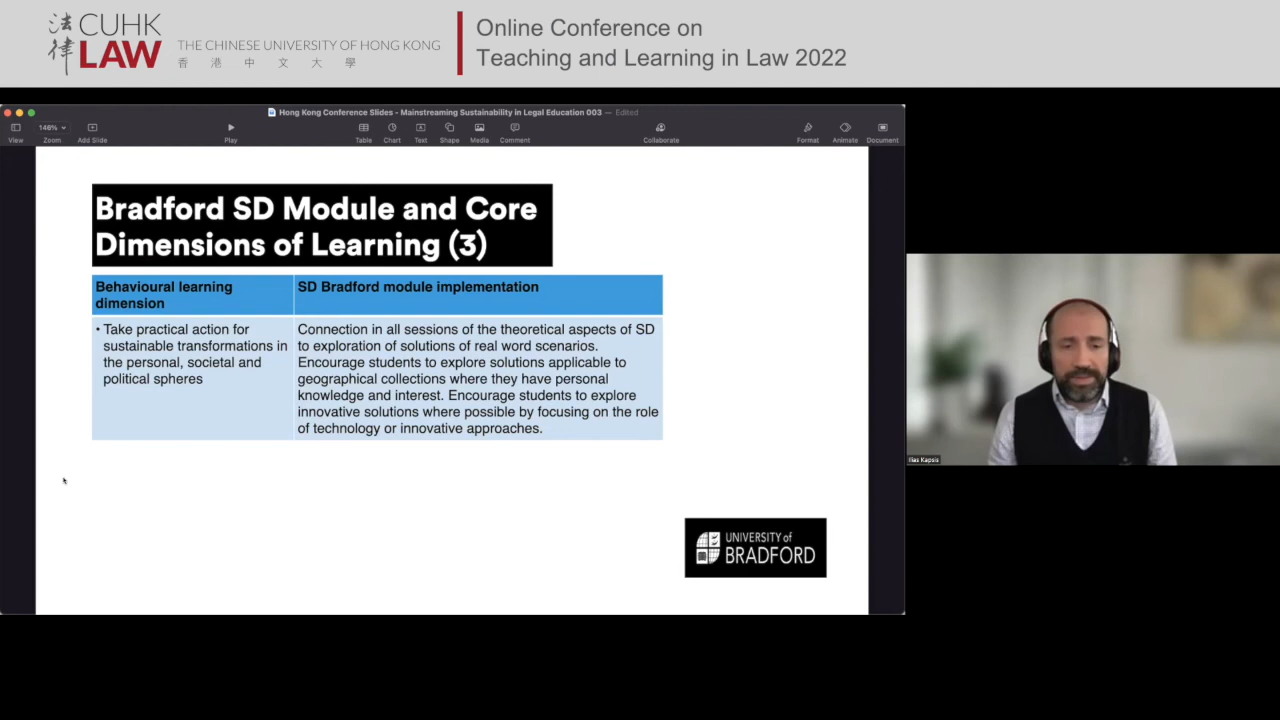 法律
CUHK
LAW
THE CHINESE UNIVERSITY OF HONG KONG
香 港 中 文 大 學
Online Conference on
Teaching and Learning in Law 2022
Hong Kong Conference Slides - Mainstreaming Sustainability in Legal Education 003 — Edited
146%
View
Zoom
Add Slide
Play
Table
Chart
Text
Shape
Media
Comment
Collaborate
Format
Animate
Document
Bradford SD Module and Core
Dimensions of Learning (3)
Behavioural learning
dimension
SD Bradford module implementation
• Take practical action for
sustainable transformations in
the personal, societal and
political spheres
Connection in all sessions of the theoretical aspects of SD
to exploration of solutions of real word scenarios.
Encourage students to explore solutions applicable to
geographical collections where they have personal
knowledge and interest. Encourage students to explore
innovative solutions where possible by focusing on the role
of technology or innovative approaches.
UNIVERSITY of
BRADFORD
Ilias Kapsis